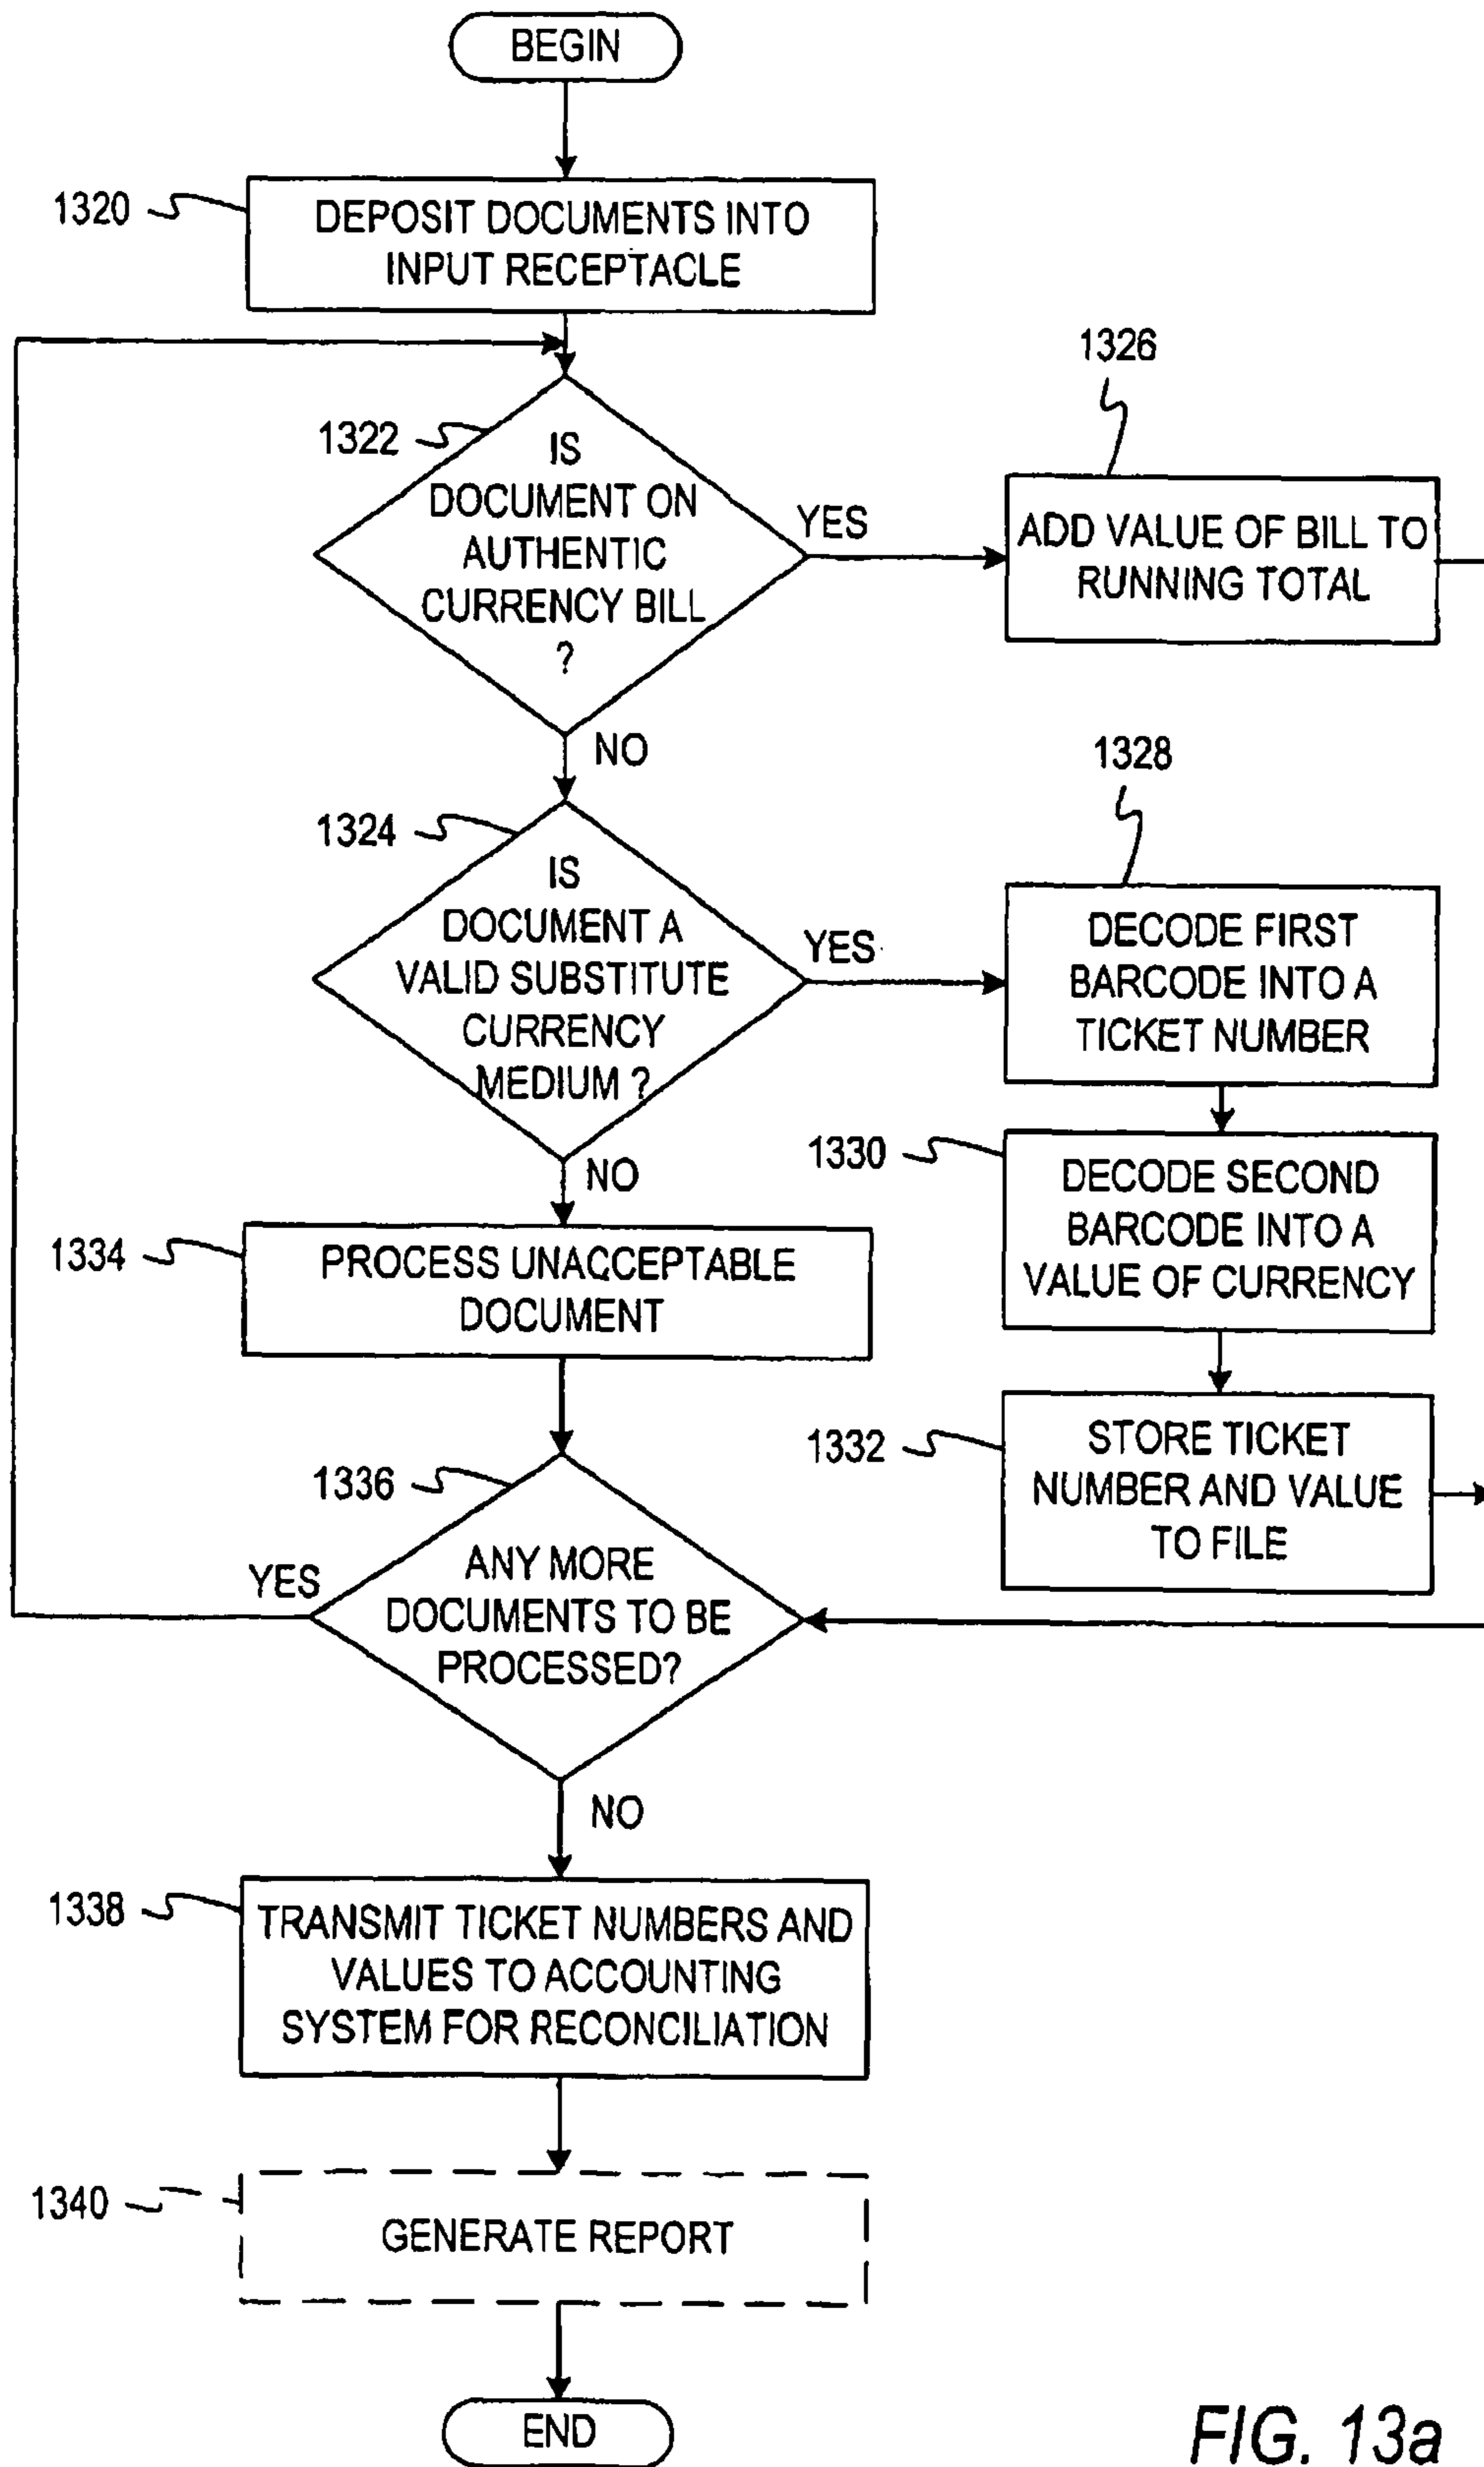 BEGIN
1320
DEPOSIT DOCUMENTS INTO
INPUT RECEPTACLE
1322
IS
DOCUMENT ON
AUTHENTIC
CURRENCY BILL
?
YES
1326
ADD VALUE OF BILL TO
RUNNING TOTAL
NO
1324
IS
DOCUMENT A
VALID SUBSTITUTE
CURRENCY
MEDIUM ?
YES
1328
DECODE FIRST
BARCODE INTO A
TICKET NUMBER
1330
DECODE SECOND
BARCODE INTO A
VALUE OF CURRENCY
1332
STORE TICKET
NUMBER AND VALUE
TO FILE
NO
1334
PROCESS UNACCEPTABLE
DOCUMENT
1336
ANY MORE
DOCUMENTS TO BE
PROCESSED?
YES
NO
1338
TRANSMIT TICKET NUMBERS AND
VALUES TO ACCOUNTING
SYSTEM FOR RECONCILIATION
1340
GENERATE REPORT
END
FIG. 13a